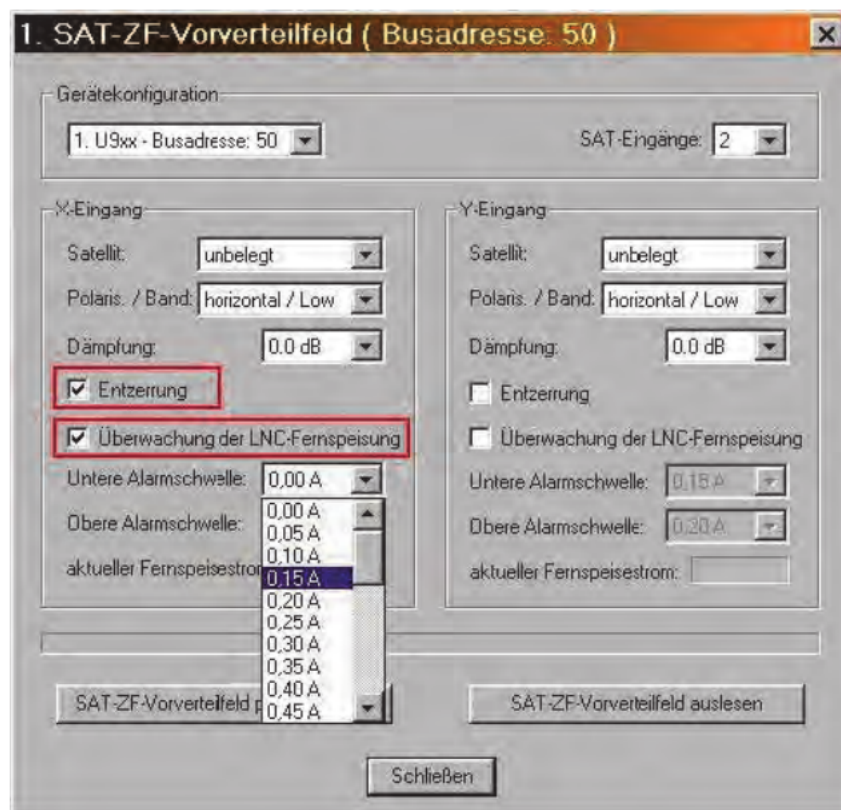 1. SAT-ZF-Vorverteilfeld ( Busadresse: 50 )
Gerätekonfiguration
1. U9xx - Busadresse: 50
SAT-Eingänge: 2
X-Eingang
Satellit: unbelegt
Polaris. / Band: horizontal / Low
Dämpfung: 0.0 dB
Entzerrung
Überwachung der LNC-Fernspeisung
Untere Alarmschwelle: 0,00 A
Obere Alarmschwelle:
aktueller Fernspeisestro
0,00 A
0,05 A
0,10 A
0,15 A
0,20 A
0,25 A
0,30 A
0,35 A
0,40 A
0,45 A
Y-Eingang
Satellit: unbelegt
Polaris. / Band: horizontal / Low
Dämpfung: 0.0 dB
Entzerrung
Überwachung der LNC-Fernspeisung
Untere Alarmschwelle: 0,15 A
Obere Alarmschwelle: 0,20 A
aktueller Fernspeisestrom:
SAT-ZF-Vorverteilfeld p
SAT-ZF-Vorverteilfeld auslesen
Schließen